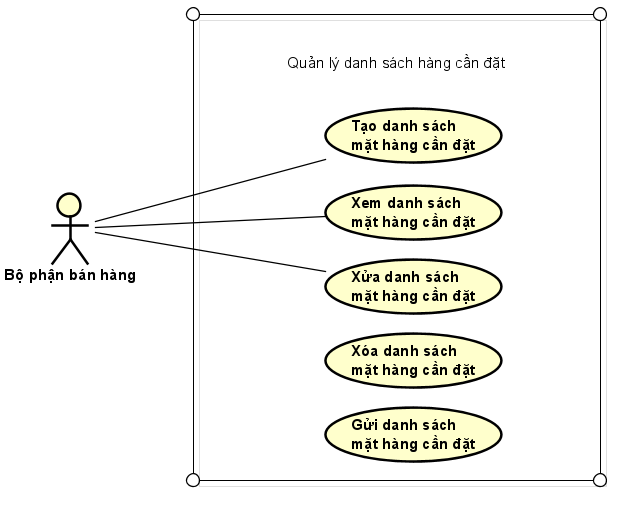 Quản lý danh sách hàng cần đặt
Tạo danh sách
mặt hàng cần đặt
Xem danh sách
mặt hàng cần đặt
Xửa danh sách
mặt hàng cần đặt
Xóa danh sách
mặt hàng cần đặt
Gửi danh sách
mặt hàng cần đặt
Bộ phận bán hàng